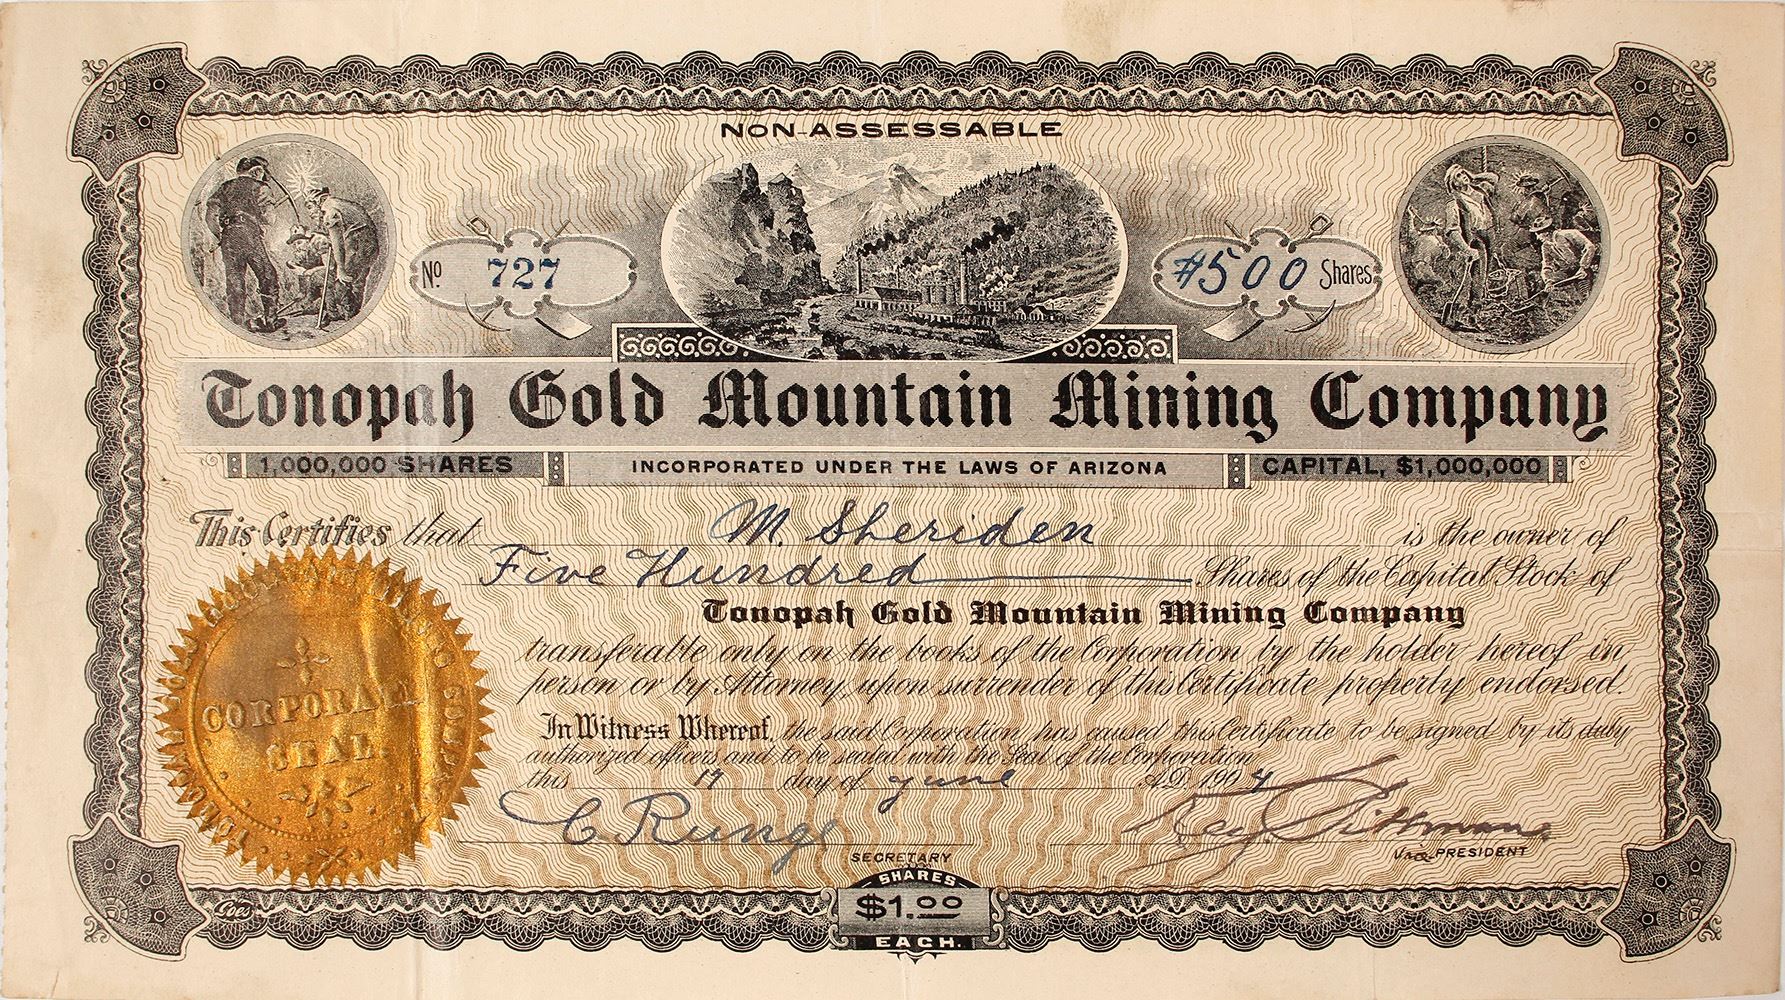 NON-ASSESSABLE
No. 727
#500 Shares
Tonopah Gold Mountain Mining Company
1,000,000 SHARES
INCORPORATED UNDER THE LAWS OF ARIZONA
CAPITAL, $1,000,000
This Certifies that M. Sheriden is the owner of
Five Hundred Shares of the Capital Stock of
Tonopah Gold Mountain Mining Company
transferable only on the books of the Corporation by the holder hereof in
person or by Attorney, upon surrender of this Certificate properly endorsed.
In Witness Whereof, the said Corporation has caused this Certificate to be signed by its duly
authorized officers, and to be sealed with the Seal of the Corporation
this 17 day of June A.D. 1904
CORPORATE
SEAL.
C. Runge
Key Pittman
SECRETARY
Vice-PRESIDENT
SHARES
$1.00
EACH.
Goes